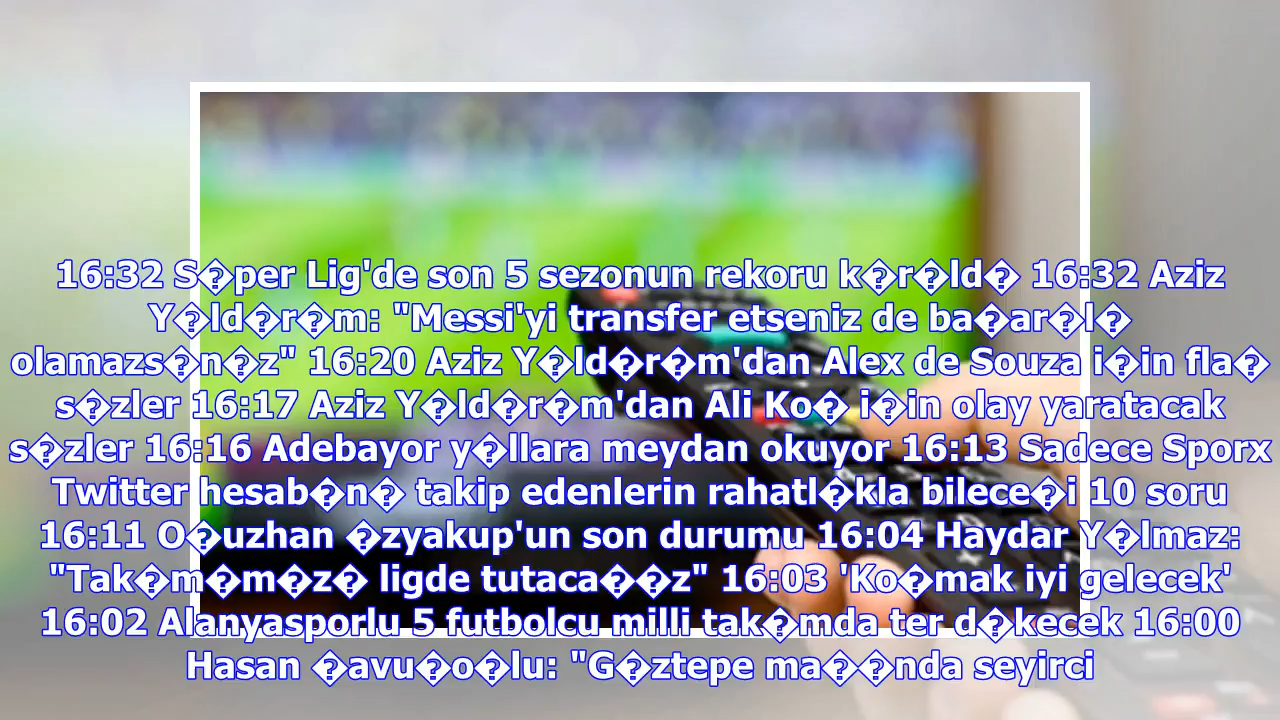 16:32 S�per Lig'de son 5 sezonun rekoru k�r�ld� 16:32 Aziz
Y�ld�r�m: "Messi'yi transfer etseniz de ba�ar�l�
olamazs�n�z" 16:20 Aziz Y�ld�r�m'dan Alex de Souza i�in fla�
s�zler 16:17 Aziz Y�ld�r�m'dan Ali Ko� i�in olay yaratacak
s�zler 16:16 Adebayor y�llara meydan okuyor 16:13 Sadece Sporx
Twitter hesab�n� takip edenlerin rahatl�kla bilece�i 10 soru
16:11 O�uzhan �zyakup'un son durumu 16:04 Haydar Y�lmaz:
"Tak�m�m�z� ligde tutaca��z" 16:03 'Ko�mak iyi gelecek'
16:02 Alanyasporlu 5 futbolcu milli tak�mda ter d�kecek 16:00
Hasan �avu�o�lu: "G�ztepe ma��nda seyirci